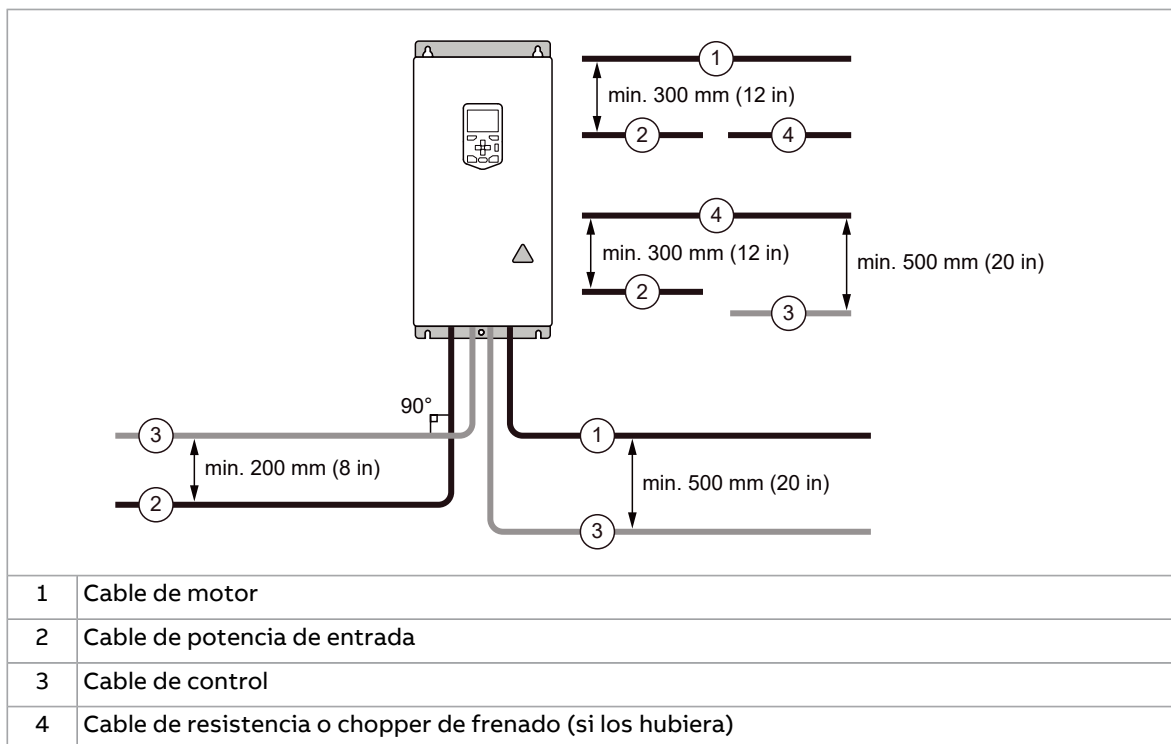 1
min. 300 mm (12 in)
2
4
4
min. 300 mm (12 in)
min. 500 mm (20 in)
2
3
90°
3
1
min. 200 mm (8 in)
min. 500 mm (20 in)
2
3
1 Cable de motor
2 Cable de potencia de entrada
3 Cable de control
4 Cable de resistencia o chopper de frenado (si los hubiera)